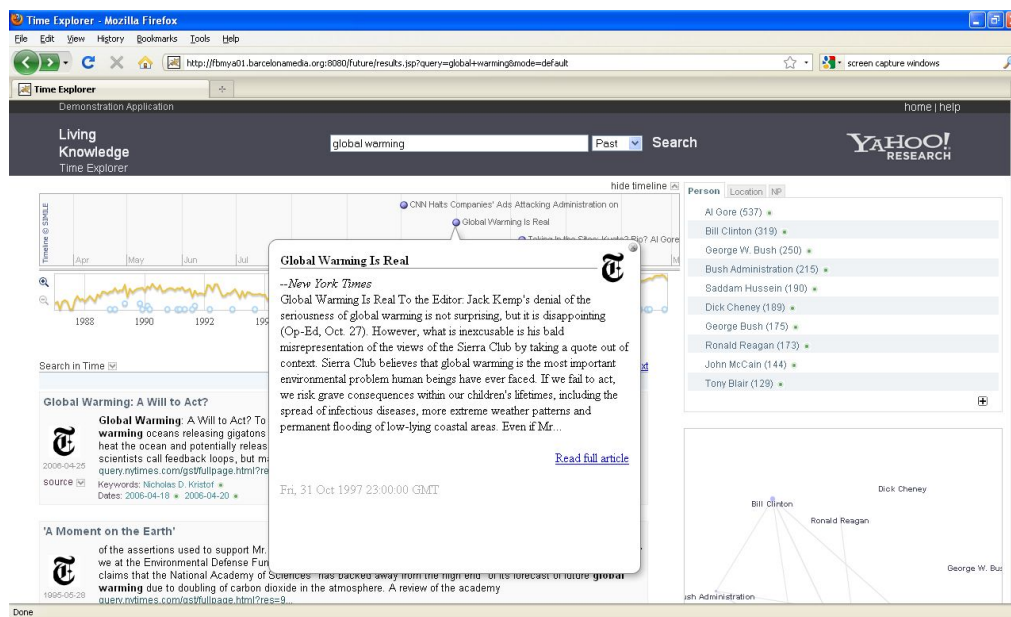 Time Explorer - Mozilla Firefox
File Edit View History Bookmarks Tools Help
http://fbmya01.barcelonamedia.org:8080/future/results.jsp?query=global+warming&mode=default
screen capture windows
Time Explorer
Demonstration Application
home | help
Living
Knowledge
Time Explorer
global warming
Past
Search
YAHOO!
RESEARCH
hide timeline
Timeline © SIMILE
CNN Halts Companies' Ads Attacking Administration on
Global Warming Is Real
Apr May Jun Jul
1988 1990 1992
Search in Time
Global Warming: A Will to Act?
Global Warming: A Will to Act? To
warming oceans releasing gigatons
heat the ocean and potentially releas
scientists call feedback loops, but
query.nytimes.com/gst/fullpage.html?re
2006-04-25
source
Keywords: Nicholas D. Kristof
Dates: 2006-04-18 2006-04-20
'A Moment on the Earth'
of the assertions used to support Mr.
we at the Environmental Defense Fun
claims that the National Academy of Sciences "has backed away from the high end" of its forecast of future global
warming due to doubling of carbon dioxide in the atmosphere. A review of the academy
query.nytimes.com/gst/fullpage.html?res=9...
1995-05-28
Global Warming Is Real
--New York Times
Global Warming Is Real To the Editor: Jack Kemp's denial of the
seriousness of global warming is not surprising, but it is disappointing
(Op-Ed, Oct. 27). However, what is inexcusable is his bald
misrepresentation of the views of the Sierra Club by taking a quote out of
context. Sierra Club believes that global warming is the most important
environmental problem human beings have ever faced. If we fail to act,
we risk grave consequences within our children's lifetimes, including the
spread of infectious diseases, more extreme weather patterns and
permanent flooding of low-lying coastal areas. Even if Mr...
Read full article
Fri, 31 Oct 1997 23:00:00 GMT
Person Location NP
Al Gore (537)
Bill Clinton (319)
George W. Bush (250)
Bush Administration (215)
Saddam Hussein (190)
Dick Cheney (189)
George Bush (175)
Ronald Reagan (173)
John McCain (144)
Tony Blair (129)
Dick Cheney
Bill Clinton
Ronald Reagan
George W. Bus
ush Administration
Done